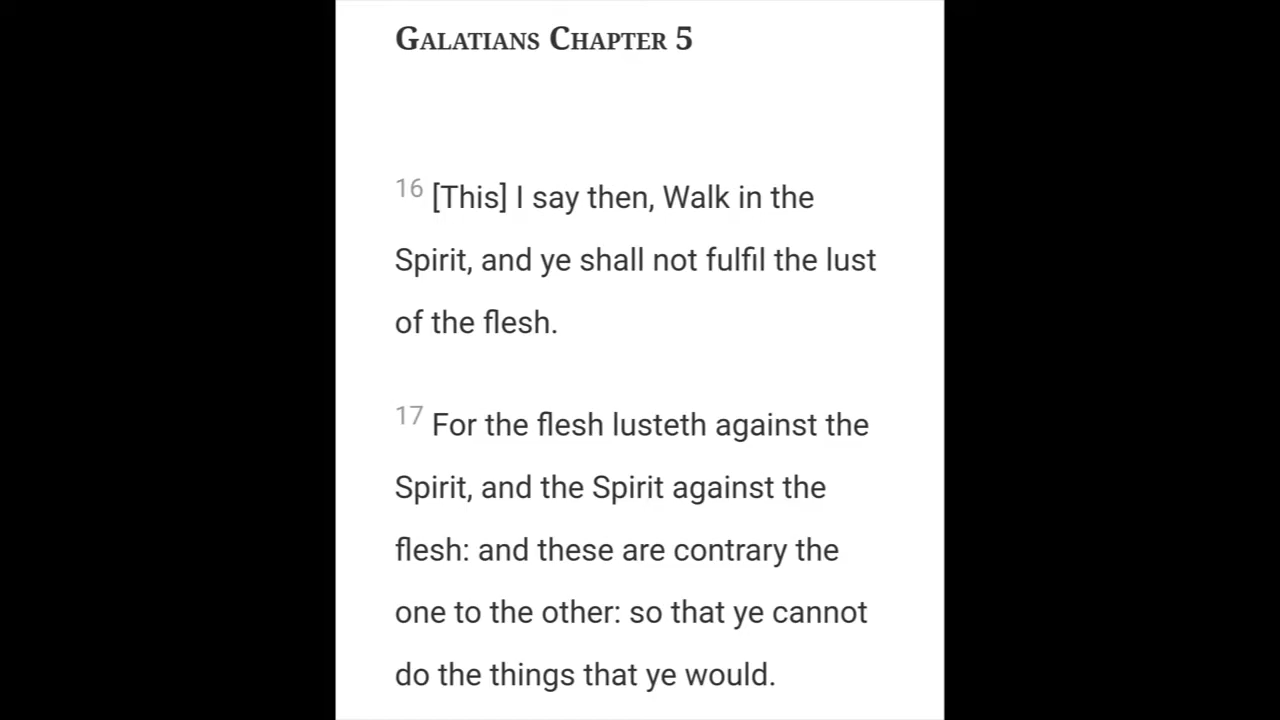 Galatians Chapter 5
16 [This] I say then, Walk in the
Spirit, and ye shall not fulfil the lust
of the flesh.
17 For the flesh lusteth against the
Spirit, and the Spirit against the
flesh: and these are contrary the
one to the other: so that ye cannot
do the things that ye would.